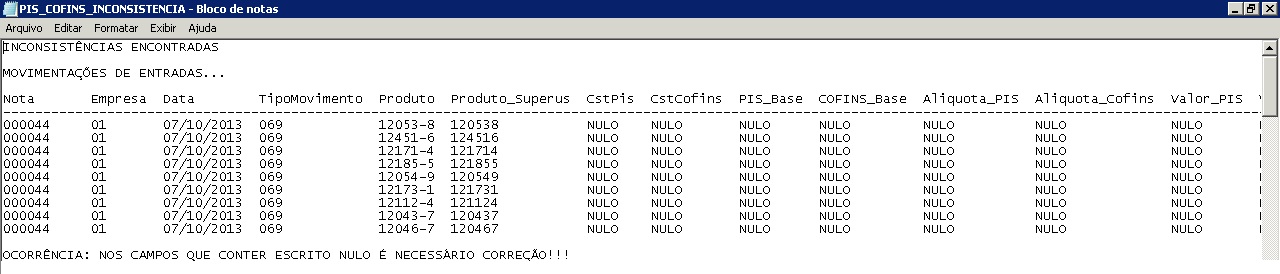 PIS_COFINS_INCONSISTENCIA - Bloco de notas
Arquivo Editar Formatar Exibir Ajuda
INCONSISTÊNCIAS ENCONTRADAS
MOVIMENTAÇÕES DE ENTRADAS...
Nota Empresa Data TipoMovimento Produto Produto_Superus CstPis CstCofins PIS_Base COFINS_Base Aliquota_PIS Aliquota_Cofins Valor_PIS
000044 01 07/10/2013 069 12053-8 120538 NULO NULO NULO NULO NULO NULO NULO
000044 01 07/10/2013 069 12451-6 124516 NULO NULO NULO NULO NULO NULO NULO
000044 01 07/10/2013 069 12171-4 121714 NULO NULO NULO NULO NULO NULO NULO
000044 01 07/10/2013 069 12185-5 121855 NULO NULO NULO NULO NULO NULO NULO
000044 01 07/10/2013 069 12054-9 120549 NULO NULO NULO NULO NULO NULO NULO
000044 01 07/10/2013 069 12173-1 121731 NULO NULO NULO NULO NULO NULO NULO
000044 01 07/10/2013 069 12112-4 121124 NULO NULO NULO NULO NULO NULO NULO
000044 01 07/10/2013 069 12043-7 120437 NULO NULO NULO NULO NULO NULO NULO
000044 01 07/10/2013 069 12046-7 120467 NULO NULO NULO NULO NULO NULO NULO
OCORRÊNCIA: NOS CAMPOS QUE CONTER ESCRITO NULO É NECESSÁRIO CORREÇÃO!!!